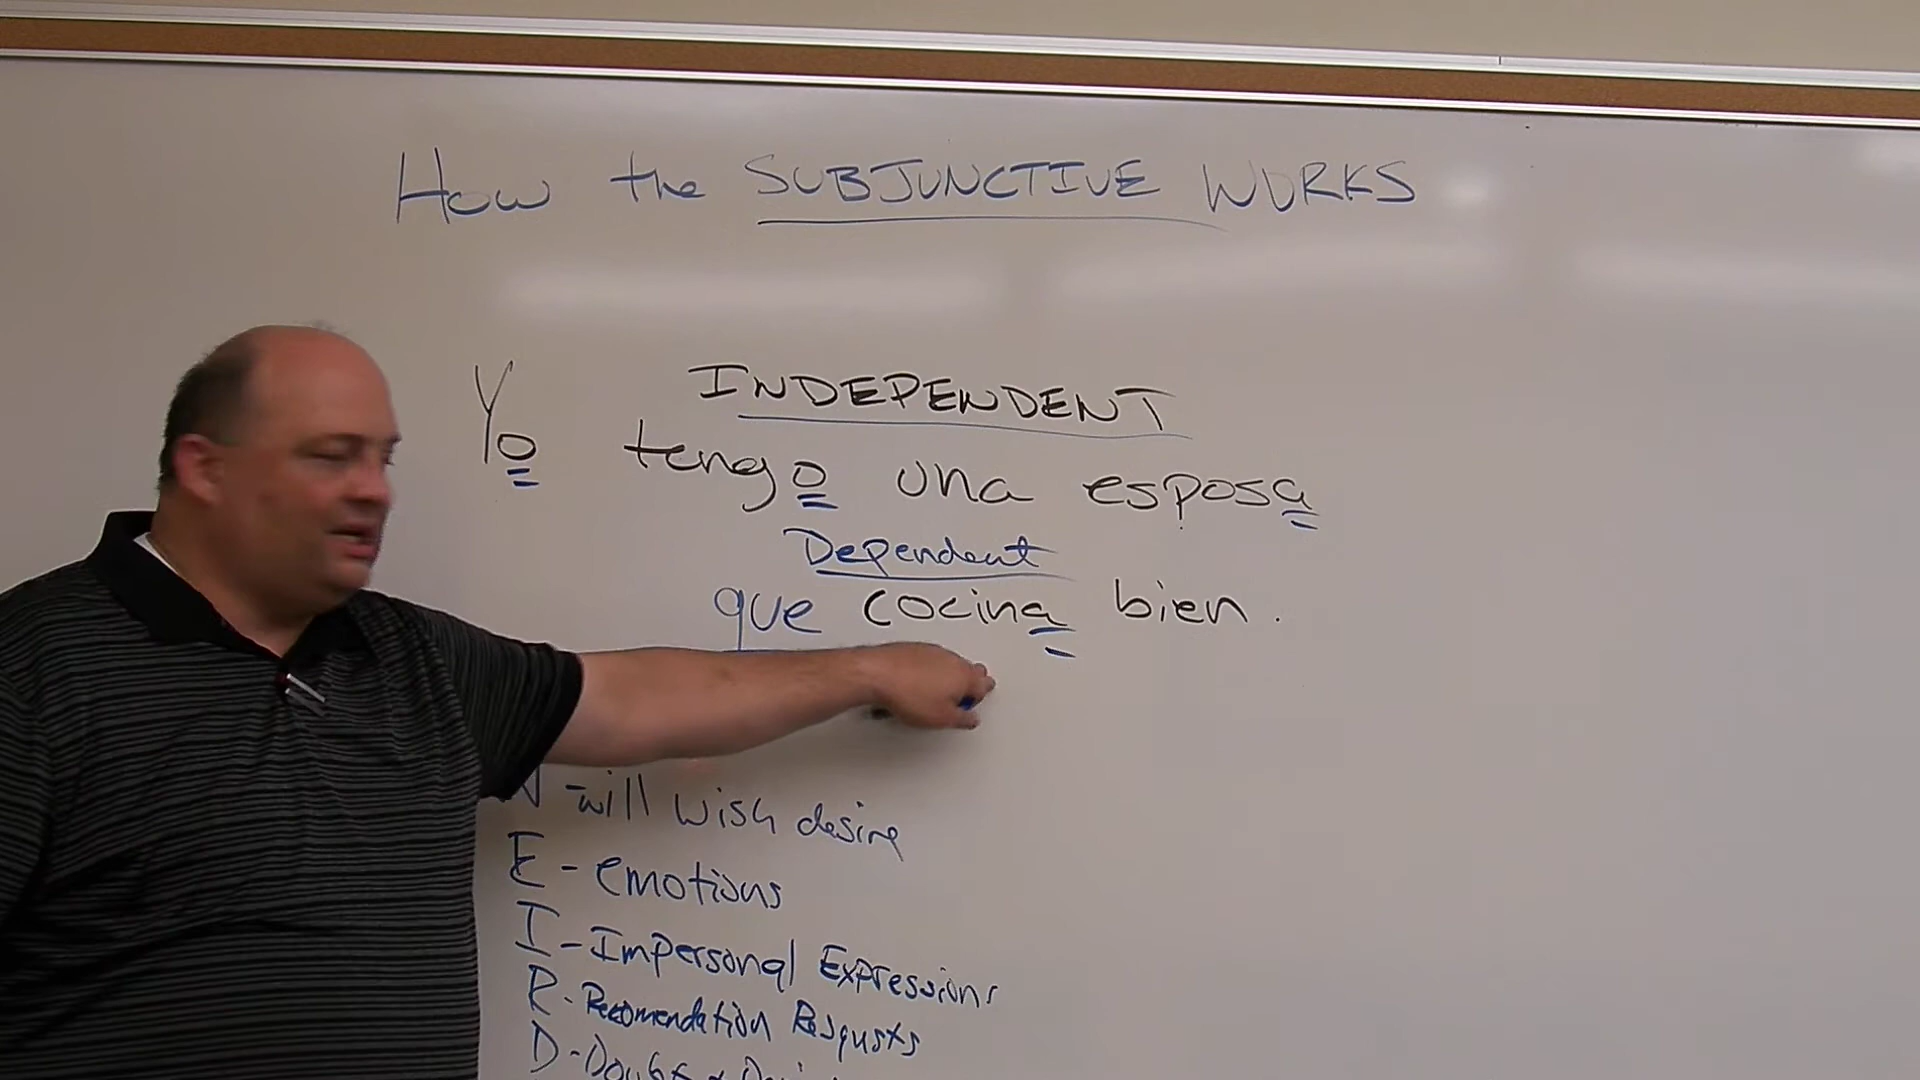 How the SUBJUNCTIVE WORKS
INDEPENDENT
Yo tengo una esposa
Dependent
que cocina bien.
- will wish desire
E - emotions
I - Impersonal Expressions
R - Recomendation Resqusts
D - Doubt &